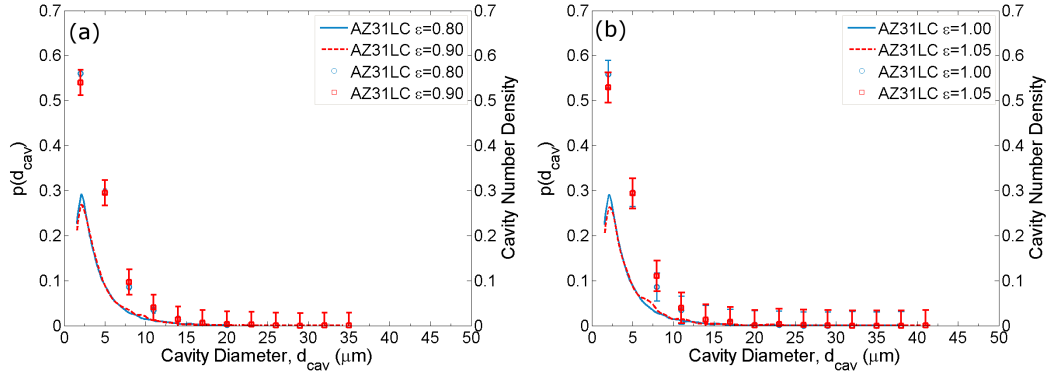 (a)
AZ31LC ε=0.80
AZ31LC ε=0.90
AZ31LC ε=0.80
AZ31LC ε=0.90
p(d_cav)
0.7
0.6
0.5
0.4
0.3
0.2
0.1
0
0 5 10 15 20 25 30 35 40 45 50
Cavity Diameter, d_cav (μm)
0.7
0.6
0.5
0.4
0.3
0.2
0.1
0
Cavity Number Density
(b)
AZ31LC ε=1.00
AZ31LC ε=1.05
AZ31LC ε=1.00
AZ31LC ε=1.05
p(d_cav)
0.7
0.6
0.5
0.4
0.3
0.2
0.1
0
0 5 10 15 20 25 30 35 40 45 50
Cavity Diameter, d_cav (μm)
0.7
0.6
0.5
0.4
0.3
0.2
0.1
0
Cavity Number Density